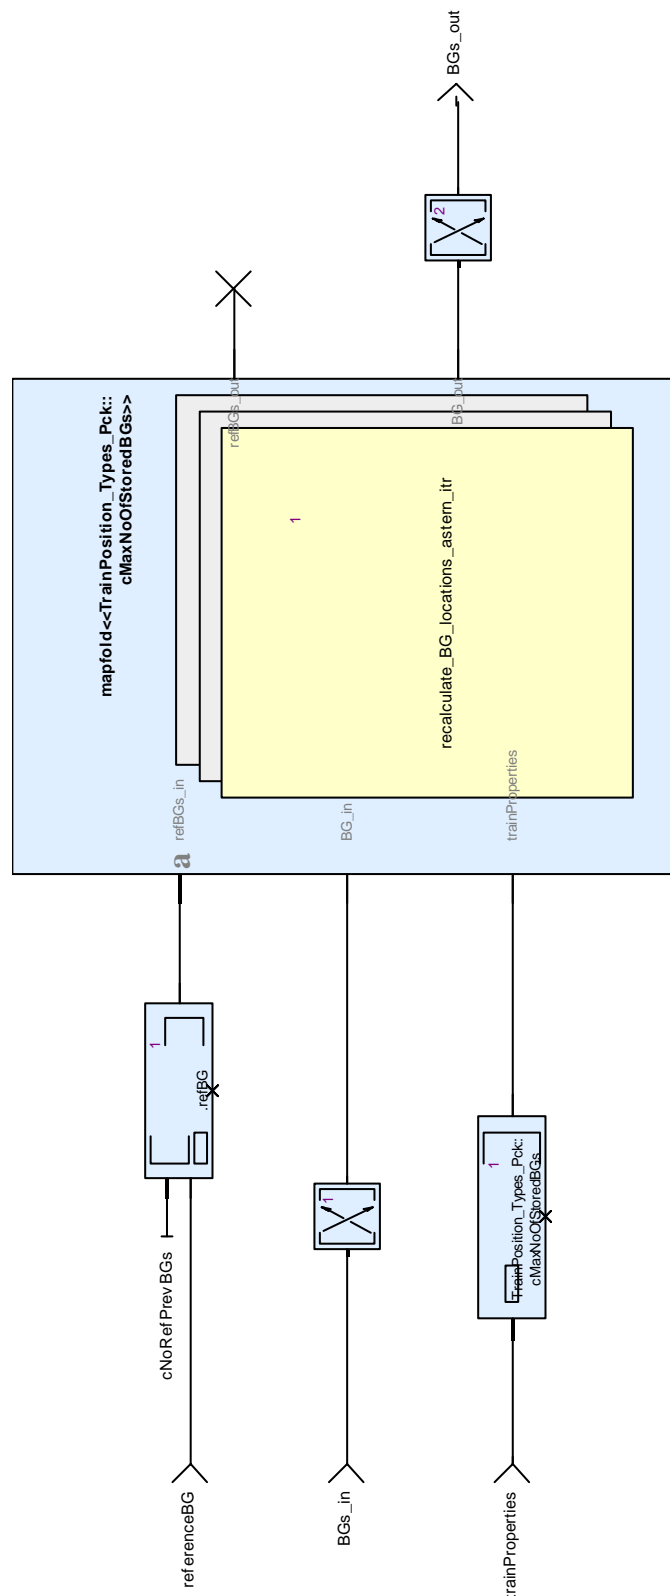 BGs_out
2
mapfold<<TrainPosition_Types_Pck::
cMaxNoOfStoredBGs>>
refBGs_out
BG_out
1
recalculate_BG_locations_astern_itr
a
refBGs_in
BG_in
trainProperties
1
.refBG
1
1
TrainPosition_Types_Pck::
cMaxNoOfStoredBGs
cNoRefPrevBGs
referenceBG
BGs_in
trainProperties